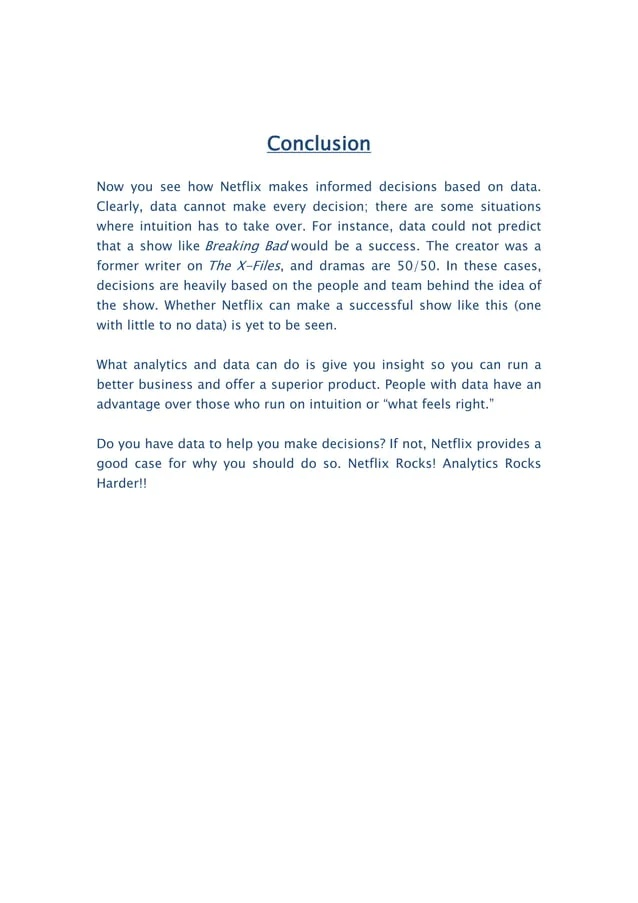 Conclusion
Now you see how Netflix makes informed decisions based on data.
Clearly, data cannot make every decision; there are some situations
where intuition has to take over. For instance, data could not predict
that a show like Breaking Bad would be a success. The creator was a
former writer on The X-Files, and dramas are 50/50. In these cases,
decisions are heavily based on the people and team behind the idea of
the show. Whether Netflix can make a successful show like this (one
with little to no data) is yet to be seen.
What analytics and data can do is give you insight so you can run a
better business and offer a superior product. People with data have an
advantage over those who run on intuition or “what feels right.”
Do you have data to help you make decisions? If not, Netflix provides a
good case for why you should do so. Netflix Rocks! Analytics Rocks
Harder!!